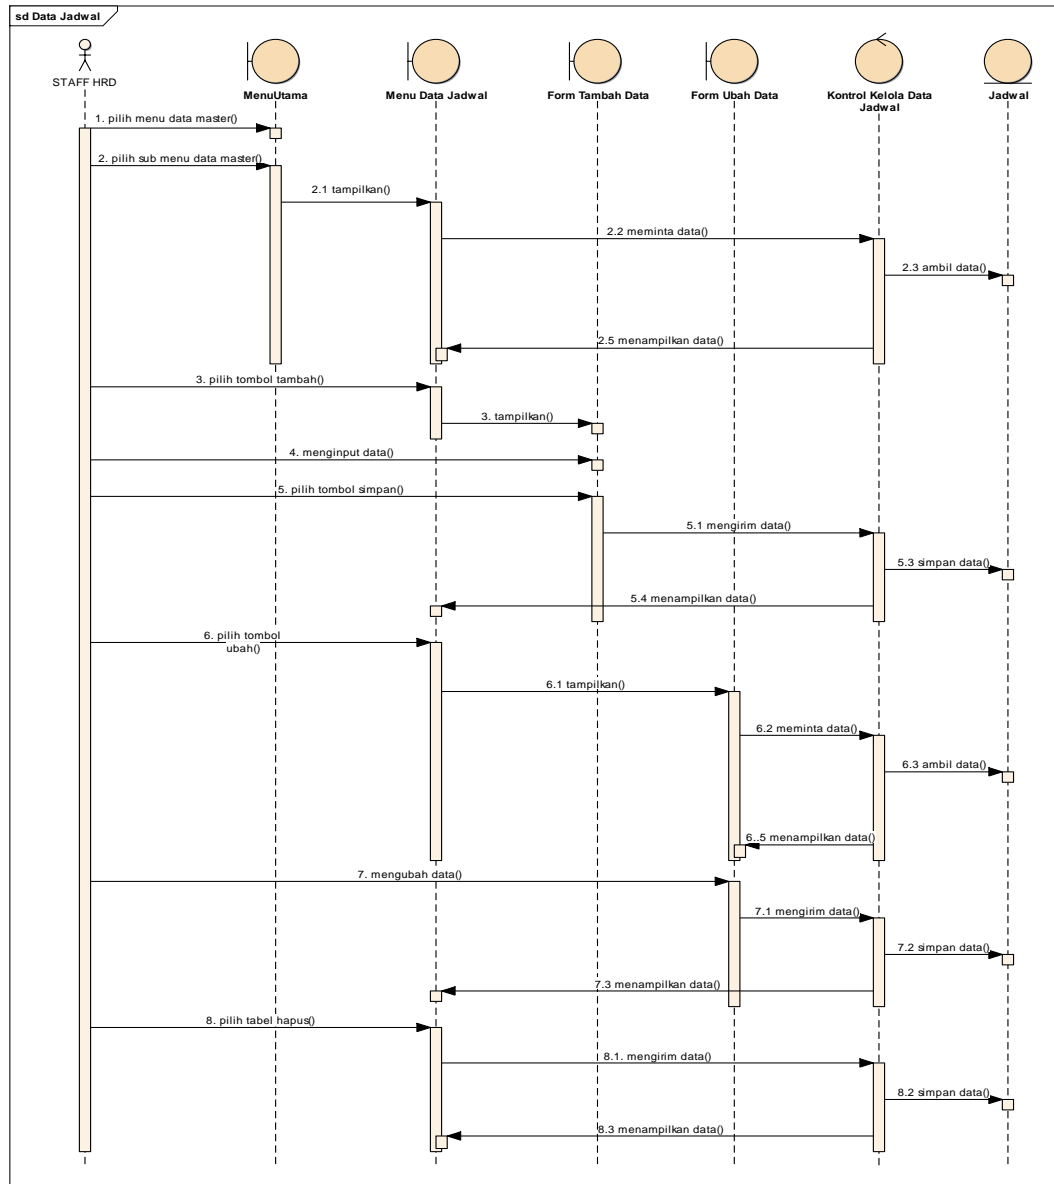 sd Data Jadwal
STAFF HRD
MenuUtama
Menu Data Jadwal
Form Tambah Data
Form Ubah Data
Kontrol Kelola Data
Jadwal
Jadwal
1. pilih menu data master()
2. pilih sub menu data master()
2.1 tampilkan()
2.2 meminta data()
2.3 ambil data()
2.5 menampilkan data()
3. pilih tombol tambah()
3. tampilkan()
4. menginput data()
5. pilih tombol simpan()
5.1 mengirim data()
5.3 simpan data()
5.4 menampilkan data()
6. pilih tombol
ubah()
6.1 tampilkan()
6.2 meminta data()
6.3 ambil data()
6..5 menampilkan data()
7. mengubah data()
7.1 mengirim data()
7.2 simpan data()
7.3 menampilkan data()
8. pilih tabel hapus()
8.1. mengirim data()
8.2 simpan data()
8.3 menampilkan data()